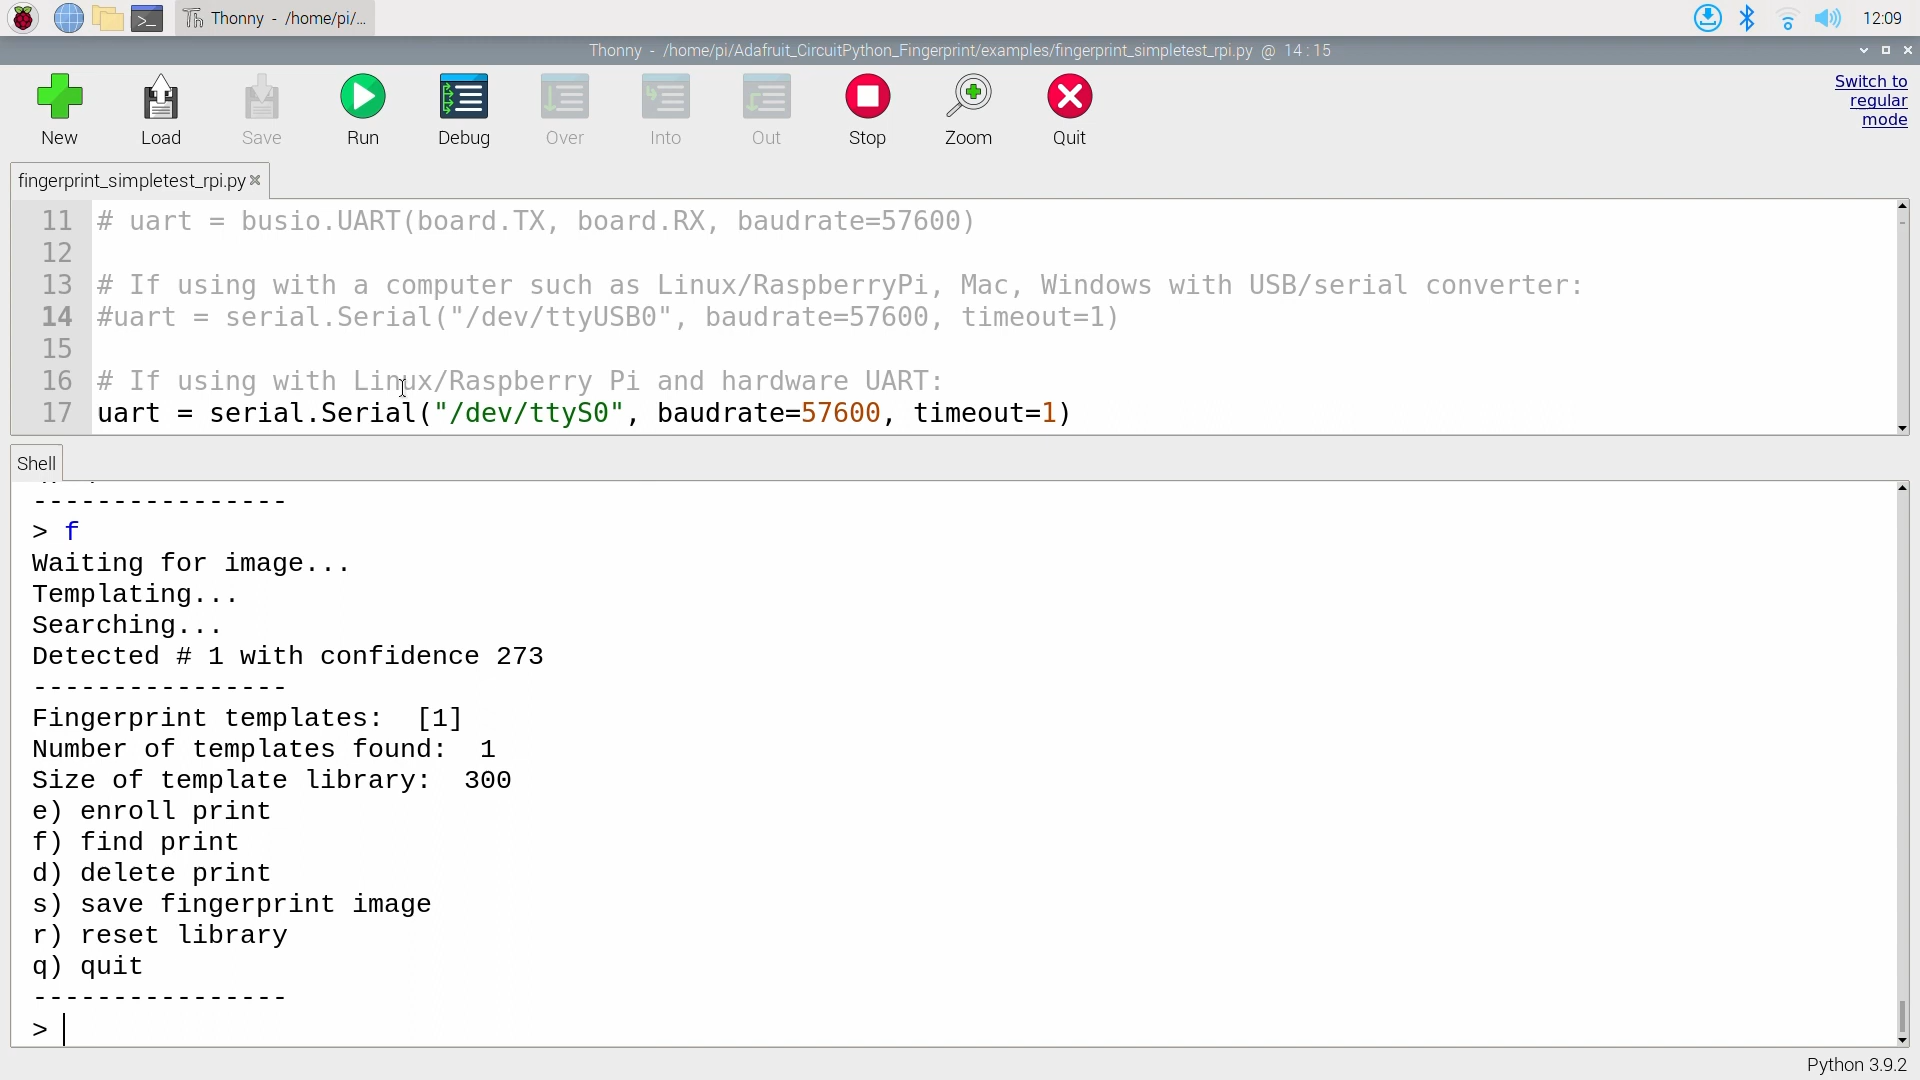 Thonny - /home/pi/...
12:09
Thonny - /home/pi/Adafruit_CircuitPython_Fingerprint/examples/fingerprint_simpletest_rpi.py @ 14:15
New Load Save Run Debug Over Into Out Stop Zoom Quit
Switch to
regular
mode
fingerprint_simpletest_rpi.py
11 # uart = busio.UART(board.TX, board.RX, baudrate=57600)
12
13 # If using with a computer such as Linux/RaspberryPi, Mac, Windows with USB/serial converter:
14 #uart = serial.Serial("/dev/ttyUSB0", baudrate=57600, timeout=1)
15
16 # If using with Linux/Raspberry Pi and hardware UART:
17 uart = serial.Serial("/dev/ttyS0", baudrate=57600, timeout=1)
Shell
----------------
> f
Waiting for image...
Templating...
Searching...
Detected # 1 with confidence 273
----------------
Fingerprint templates:  [1]
Number of templates found:  1
Size of template library:  300
e) enroll print
f) find print
d) delete print
s) save fingerprint image
r) reset library
q) quit
----------------
>
Python 3.9.2